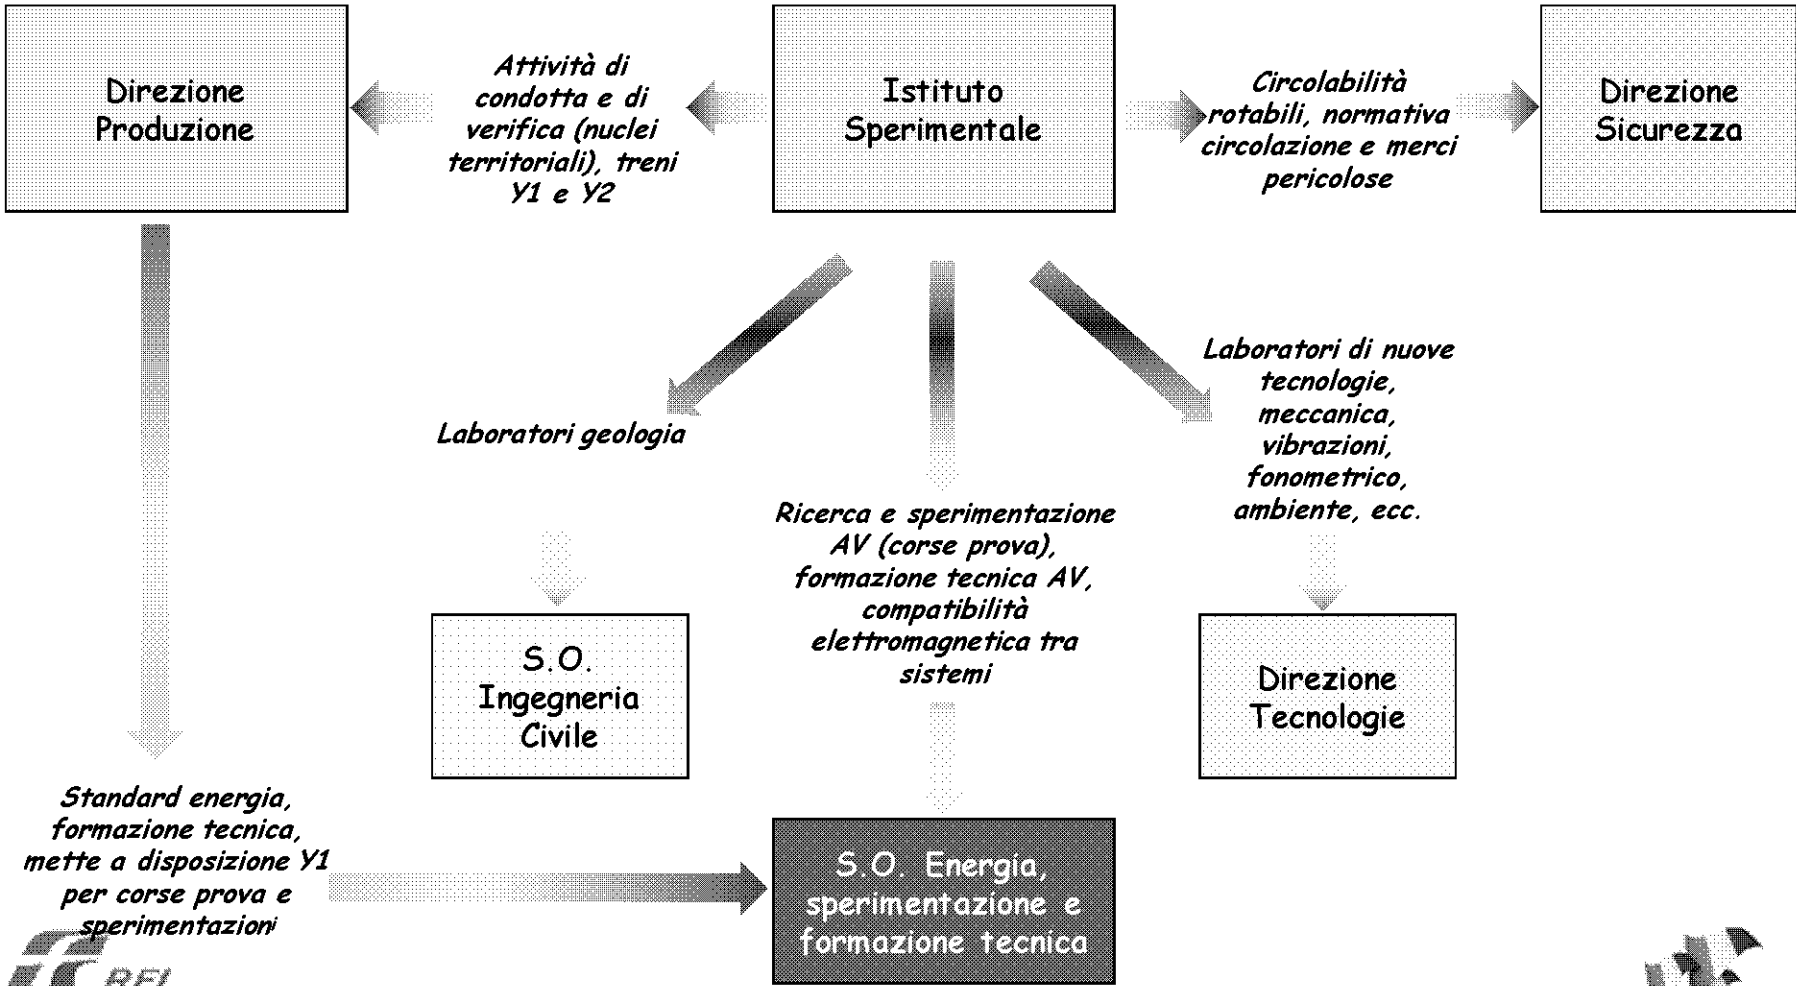 Direzione
Produzione
Attività di
condotta e di
verifica (nuclei
territoriali), treni
Y1 e Y2
Istituto
Sperimentale
Circolabilità
rotabili, normativa
circolazione e merci
pericolose
Direzione
Sicurezza
Laboratori geologia
Laboratori di nuove
tecnologie,
meccanica,
vibrazioni,
fonometrico,
ambiente, ecc.
Ricerca e sperimentazione
AV (corse prova),
formazione tecnica AV,
compatibilità
elettromagnetica tra
sistemi
S.O.
Ingegneria
Civile
Direzione
Tecnologie
Standard energia,
formazione tecnica,
mette a disposizione Y1
per corse prova e
sperimentazioni
S.O. Energia,
sperimentazione e
formazione tecnica
RFI